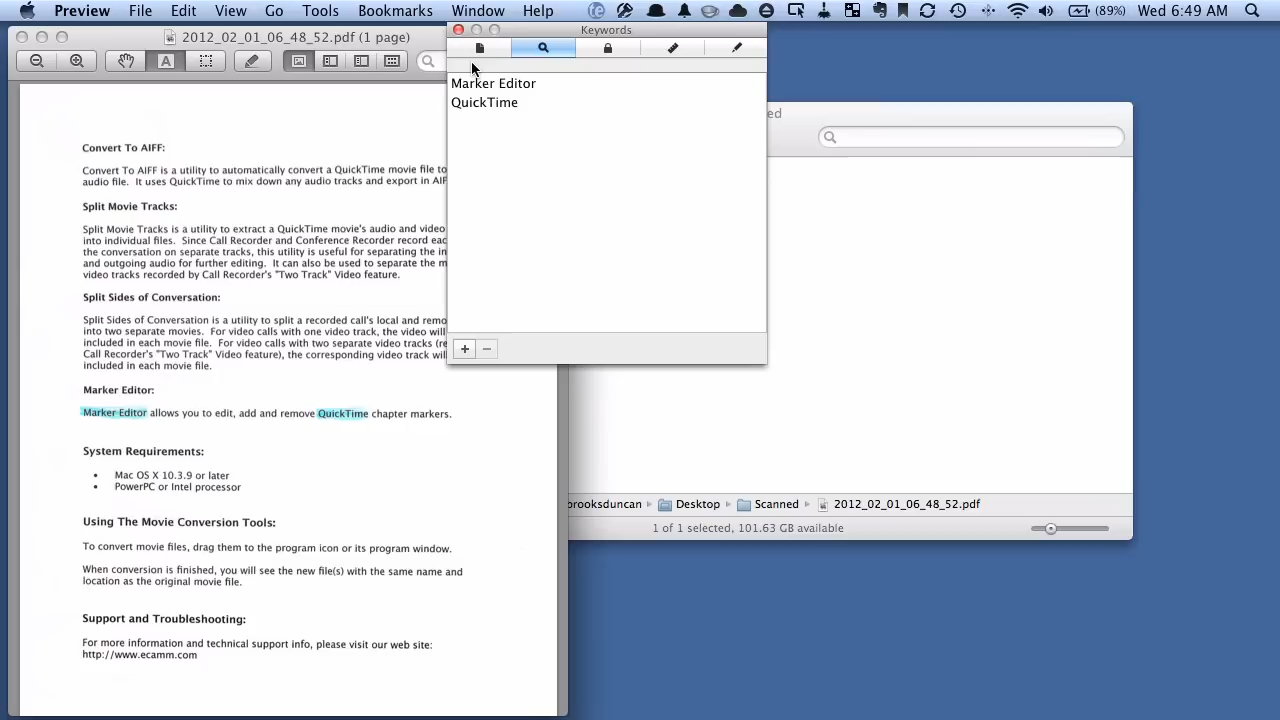 Preview File Edit View Go Tools Bookmarks Window Help (89%) Wed 6:49 AM
2012_02_01_06_48_52.pdf (1 page)
Keywords
A
Marker Editor
QuickTime
ed
Convert To AIFF:
Convert To AIFF is a utility to automatically convert a QuickTime movie file to
audio file. It uses QuickTime to mix down any audio tracks and export in AIF
Split Movie Tracks:
Split Movie Tracks is a utility to extract a QuickTime movie's audio and video
into individual files. Since Call Recorder and Conference Recorder record eac
the conversation on separate tracks, this utility is useful for separating the in
and outgoing audio for further editing. It can also be used to separate the m
video tracks recorded by Call Recorder's "Two Track" Video feature.
Split Sides of Conversation:
Split Sides of Conversation is a utility to split a recorded call's local and remo
into two separate movies. For video calls with one video track, the video will
included in each movie file. For video calls with two separate video tracks (re
Call Recorder's "Two Track" Video feature), the corresponding video track will
included in each movie file.
Marker Editor:
Marker Editor allows you to edit, add and remove QuickTime chapter markers.
System Requirements:
• Mac OS X 10.3.9 or later
• PowerPC or Intel processor
Using The Movie Conversion Tools:
To convert movie files, drag them to the program icon or its program window.
When conversion is finished, you will see the new file(s) with the same name and
location as the original movie file.
Support and Troubleshooting:
For more information and technical support info, please visit our web site:
http://www.ecamm.com
brooksduncan Desktop Scanned 2012_02_01_06_48_52.pdf
1 of 1 selected, 101.63 GB available